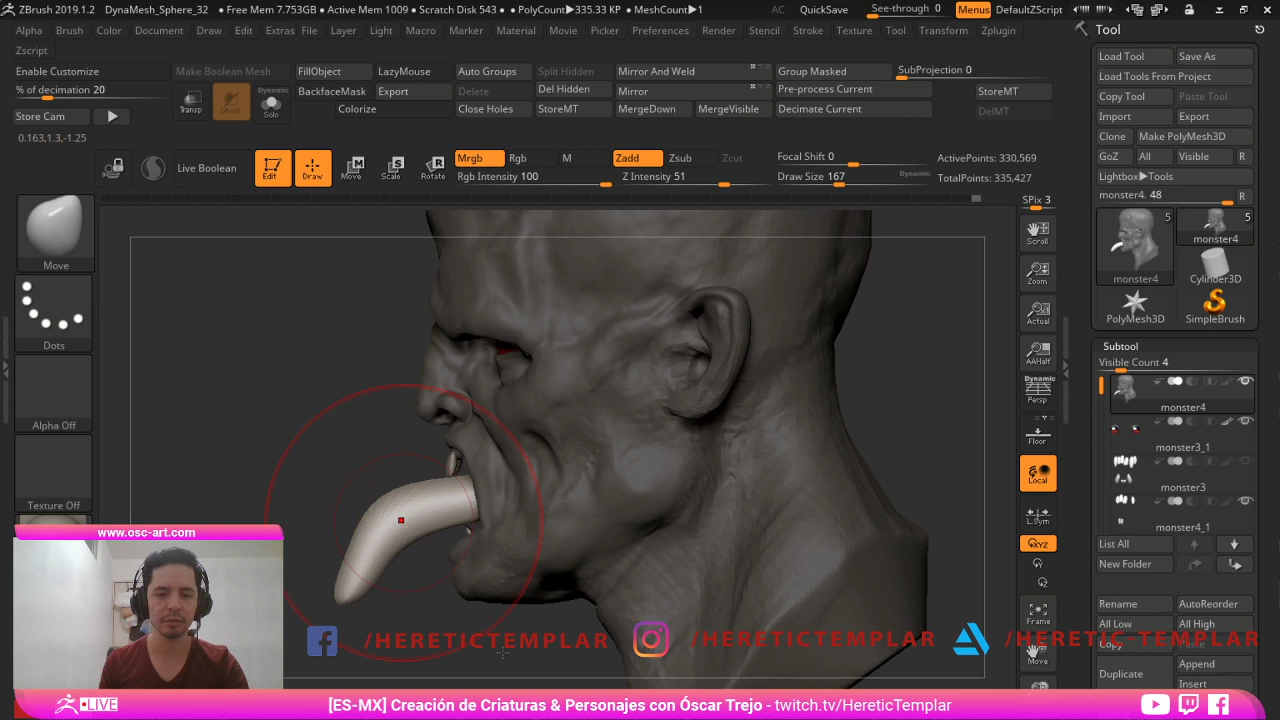 ZBrush 2019.1.2 DynaMesh_Sphere_32 ● Free Mem 7.753GB ● Active Mem 1009 ● Scratch Disk 543 ● PolyCount▶335.33 KP ● MeshCount▶1 AC QuickSave See-through 0 Menus DefaultZScript
Alpha Brush Color Document Draw Edit Extras File Layer Light Macro Marker Material Movie Picker Preferences Render Stencil Stroke Texture Tool Transform Zplugin
Zscript
Enable Customize Make Boolean Mesh FillObject LazyMouse Auto Groups Split Hidden Mirror And Weld Group Masked SubProjection 0
% of decimation 20 Transp Ghost Dynamic Solo BackfaceMask Export Delete Del Hidden Mirror Pre-process Current StoreMT
Store Cam Colorize Close Holes StoreMT MergeDown MergeVisible Decimate Current DelMT
0.163,1.3,-1.25
Live Boolean Edit Draw Move Scale Rotate Mrgb Rgb M Zadd Zsub Zcut Focal Shift 0 ActivePoints: 330,569
Rgb Intensity 100 Z Intensity 51 Draw Size 167 Dynamic TotalPoints: 335,427
Move
Dots
Alpha Off
Texture Off
SPix 3
Scroll
Zoom
Actual
AAHalf
Dynamic
Persp
Floor
Local
L.Sym
XYZ
Frame
Move
Tool
Load Tool Save As
Load Tools From Project
Copy Tool Paste Tool
Import Export
Clone Make PolyMesh3D
GoZ All Visible R
Lightbox▶Tools
monster4. 48 R
5 5
monster4
monster4 Cylinder3D
PolyMesh3D SimpleBrush
Subtool
Visible Count 4
monster4
monster3_1
monster3
monster4_1
List All
New Folder
Rename AutoReorder
All Low All High
Copy Paste
Duplicate Append
Insert
www.osc-art.com
/HERETICTEMPLAR /HERETICTEMPLAR /HERETIC-TEMPLAR
LIVE [ES-MX] Creación de Criaturas & Personajes con Óscar Trejo - twitch.tv/HereticTemplar